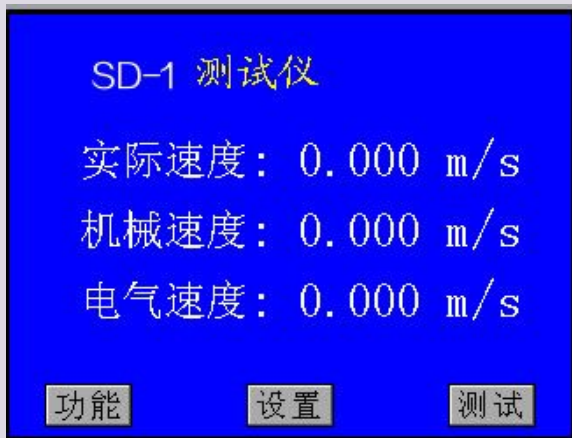 SD-1 测试仪
实际速度: 0.000 m/s
机械速度: 0.000 m/s
电气速度: 0.000 m/s
功能 设置 测试